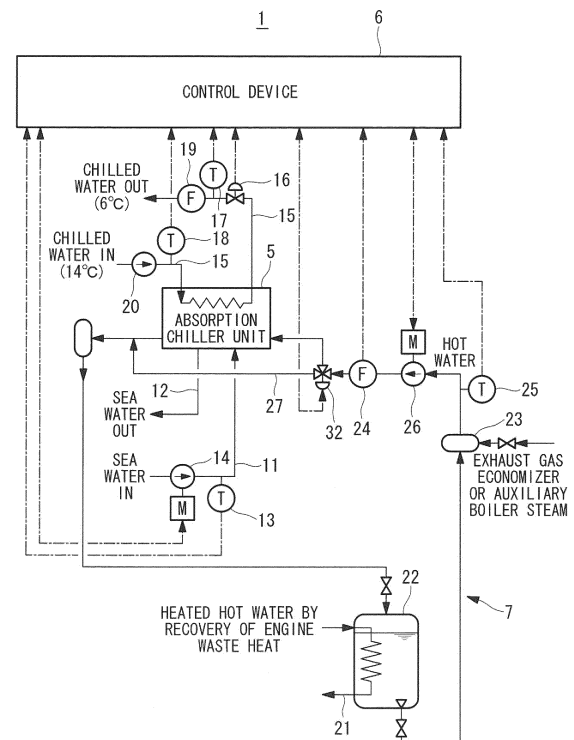 1
6
CONTROL DEVICE
19
CHILLED
WATER OUT
(6℃)
F
T
16
17
15
CHILLED
WATER IN
(14℃)
T
18
15
5
20
ABSORPTION
CHILLER UNIT
M
HOT
WATER
12
27
F
T
25
SEA
WATER
OUT
32
24
26
23
SEA
WATER
IN
14
11
EXHAUST GAS
ECONOMIZER
OR AUXILIARY
BOILER STEAM
M
T
13
22
7
HEATED HOT WATER BY
RECOVERY OF ENGINE
WASTE HEAT
21